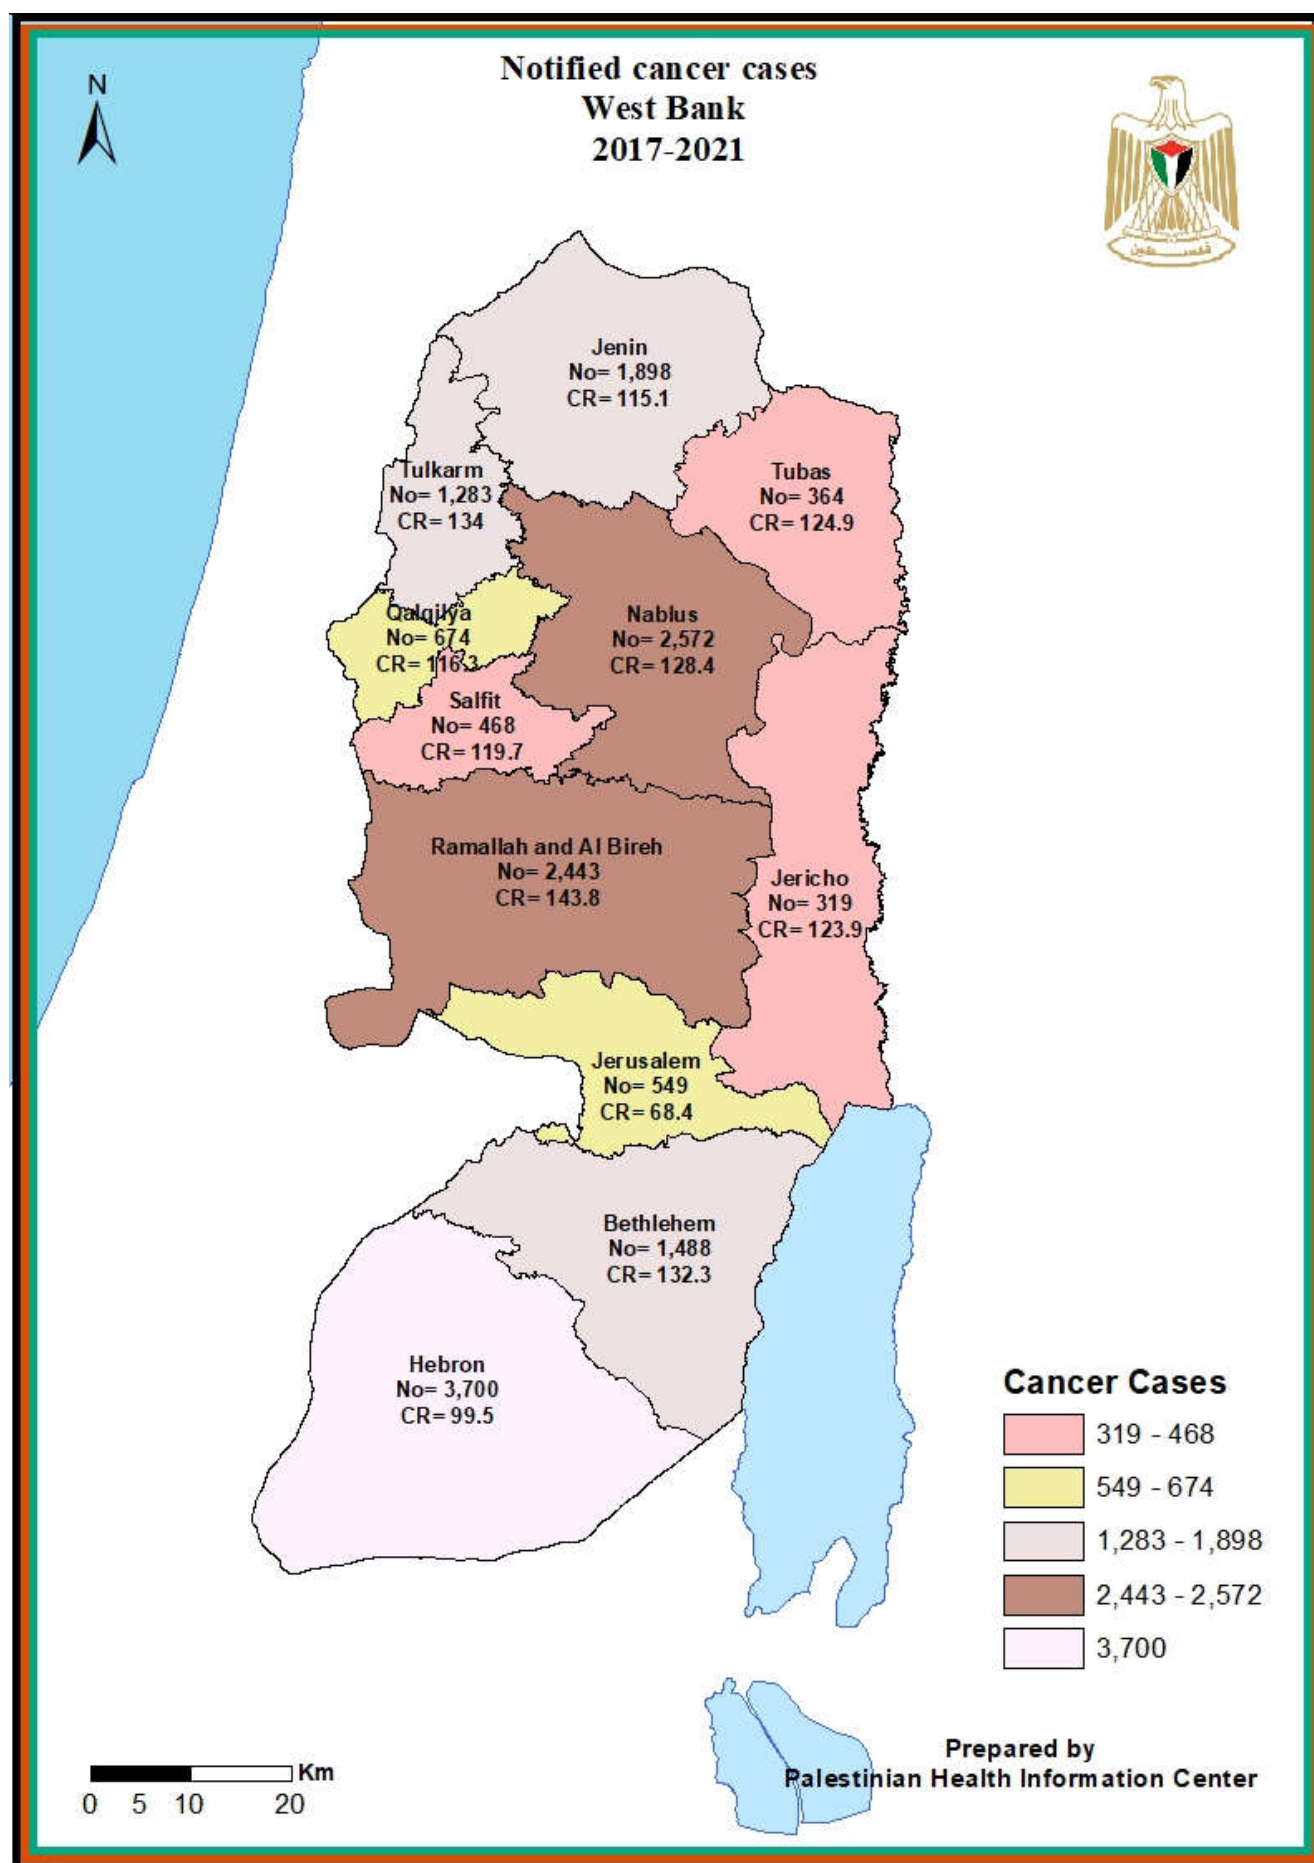 Notified cancer cases
West Bank
2017-2021
N
فلسطين
Jenin
No= 1,898
CR= 115.1
Tulkarm
No= 1,283
CR= 134
Tubas
No= 364
CR= 124.9
Qalqilya
No= 674
CR= 116.3
Nablus
No= 2,572
CR= 128.4
Salfit
No= 468
CR= 119.7
Ramallah and Al Bireh
No= 2,443
CR= 143.8
Jericho
No= 319
CR= 123.9
Jerusalem
No= 549
CR= 68.4
Bethlehem
No= 1,488
CR= 132.3
Hebron
No= 3,700
CR= 99.5
Cancer Cases
319 - 468
549 - 674
1,283 - 1,898
2,443 - 2,572
3,700
Km
0 5 10 20
Prepared by
Palestinian Health Information Center